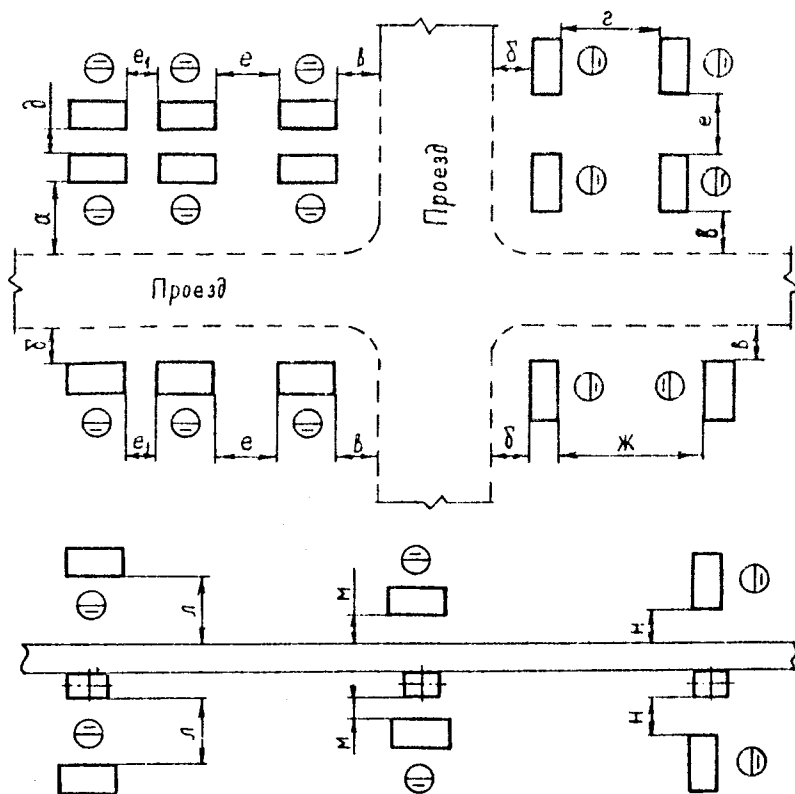 е₁ е в б г
д
е
а
в
Проезд
Проезд
б в
е₁ е в б ж
л м н
л м н